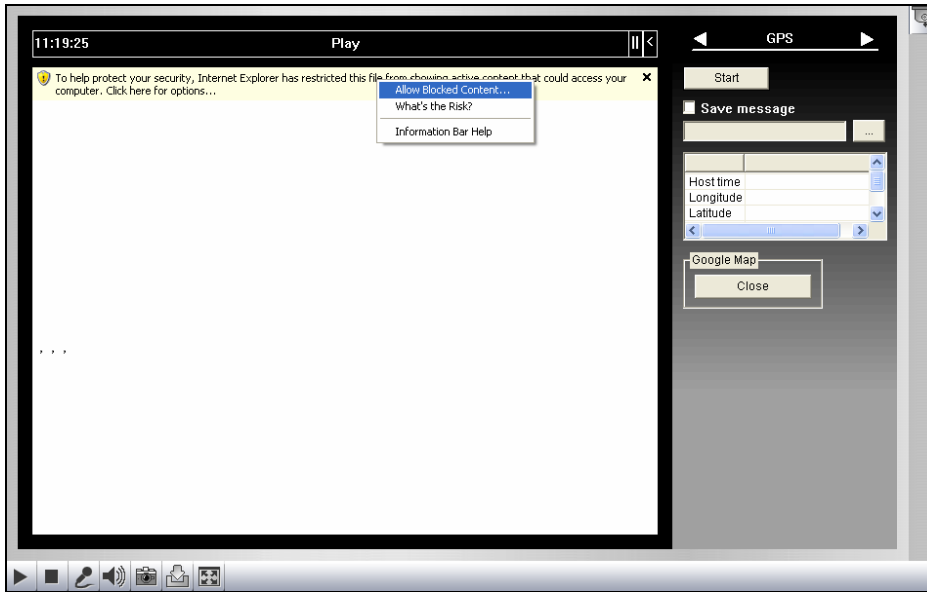 11:19:25 Play || <
GPS
To help protect your security, Internet Explorer has restricted this file from showing active content that could access your
computer. Click here for options...
Allow Blocked Content...
What's the Risk?
Information Bar Help
, , ,
Start
Save message
...
Host time
Longitude
Latitude
Google Map
Close